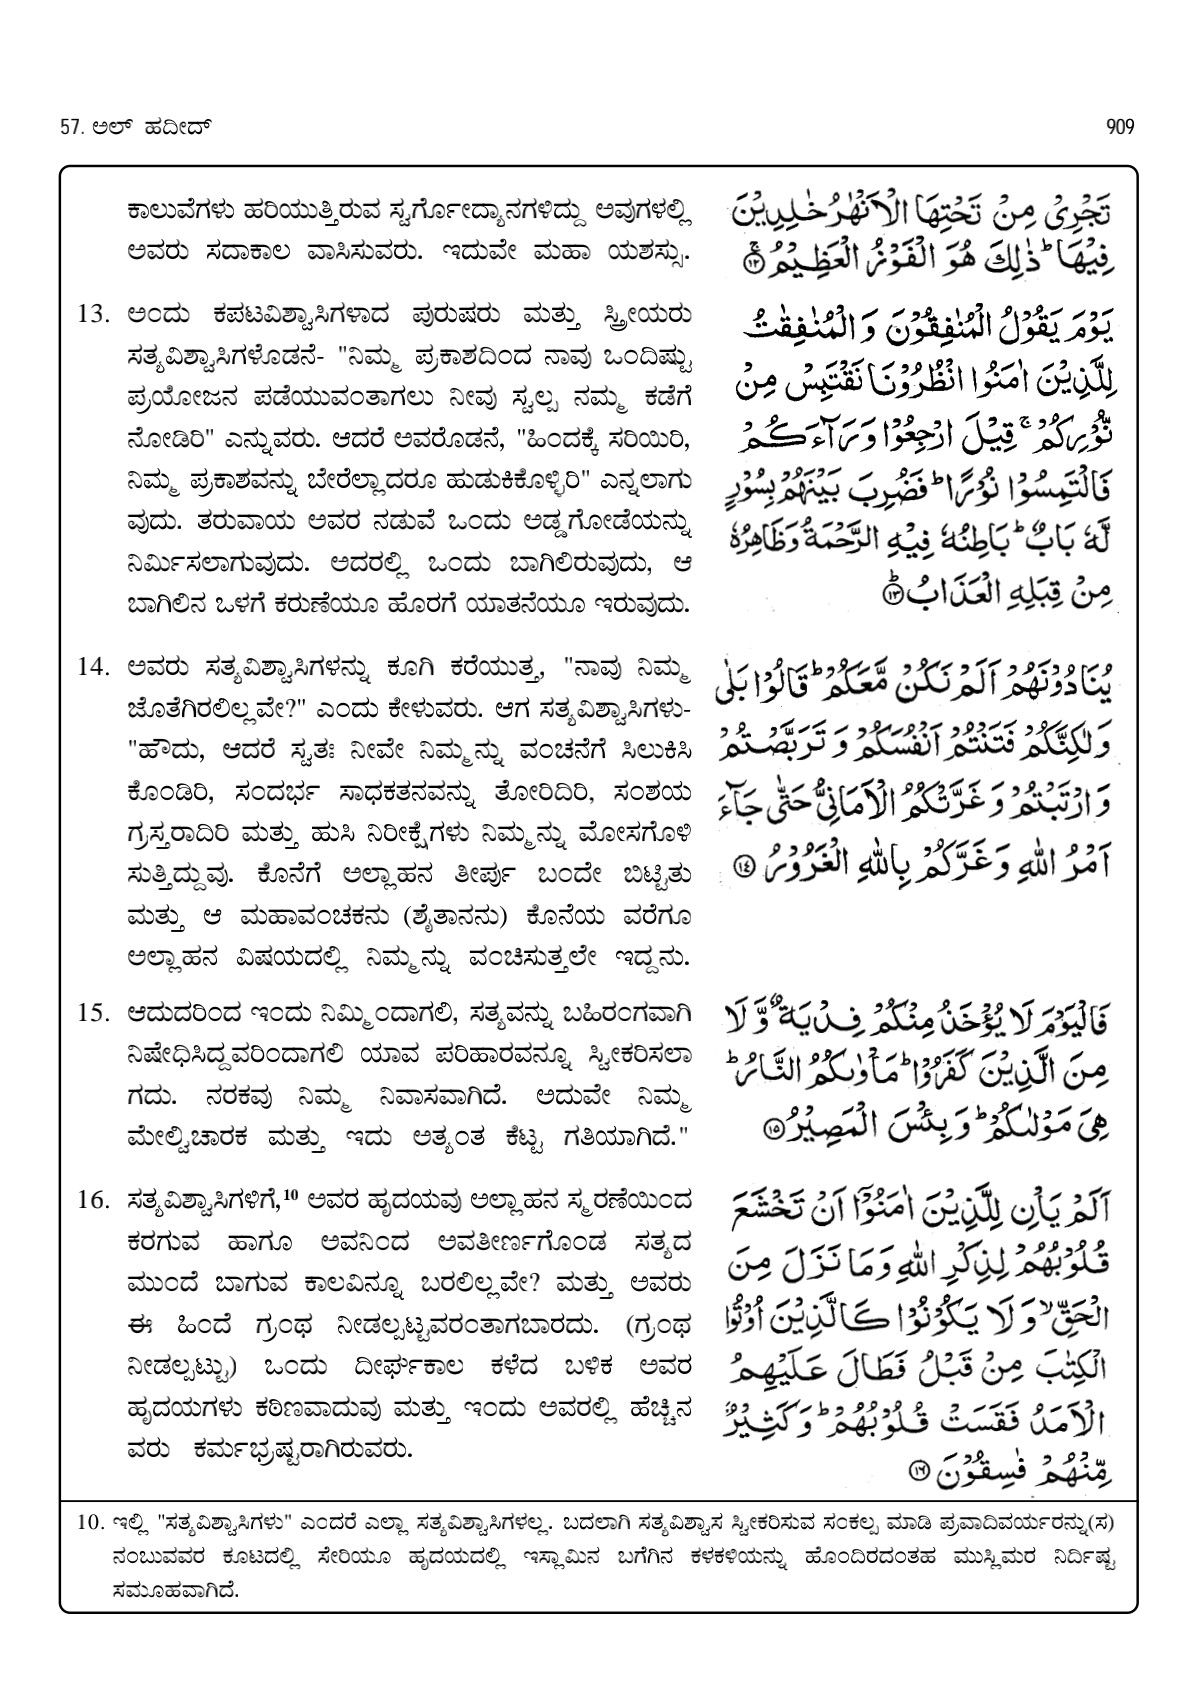 57. ಅಲ್ ಹದೀದ್
909
ಕಾಲುವೆಗಳು ಹರಿಯುತ್ತಿರುವ ಸ್ವರ್ಗೋದ್ಯಾನಗಳಿದ್ದು ಅವುಗಳಲ್ಲಿ
ಅವರು ಸದಾಕಾಲ ವಾಸಿಸುವರು. ಇದುವೇ ಮಹಾ ಯಶಸ್ಸು.
13. ಅಂದು ಕಪಟವಿಶ್ವಾಸಿಗಳಾದ ಪುರುಷರು ಮತ್ತು ಸ್ತ್ರೀಯರು
ಸತ್ಯವಿಶ್ವಾಸಿಗಳೊಡನೆ- "ನಿಮ್ಮ ಪ್ರಕಾಶದಿಂದ ನಾವು ಒಂದಿಷ್ಟು
ಪ್ರಯೋಜನ ಪಡೆಯುವಂತಾಗಲು ನೀವು ಸ್ವಲ್ಪ ನಮ್ಮ ಕಡೆಗೆ
ನೋಡಿರಿ" ಎನ್ನುವರು. ಆದರೆ ಅವರೊಡನೆ, "ಹಿಂದಕ್ಕೆ ಸರಿಯಿರಿ,
ನಿಮ್ಮ ಪ್ರಕಾಶವನ್ನು ಬೇರೆಲ್ಲಾದರೂ ಹುಡುಕಿಕೊಳ್ಳಿರಿ" ಎನ್ನಲಾಗು
ವುದು. ತರುವಾಯ ಅವರ ನಡುವೆ ಒಂದು ಅಡ್ಡಗೋಡೆಯನ್ನು
ನಿರ್ಮಿಸಲಾಗುವುದು. ಅದರಲ್ಲಿ ಒಂದು ಬಾಗಿಲಿರುವುದು, ಆ
ಬಾಗಿಲಿನ ಒಳಗೆ ಕರುಣೆಯೂ ಹೊರಗೆ ಯಾತನೆಯೂ ಇರುವುದು.
14. ಅವರು ಸತ್ಯವಿಶ್ವಾಸಿಗಳನ್ನು ಕೂಗಿ ಕರೆಯುತ್ತ, "ನಾವು ನಿಮ್ಮ
ಜೊತೆಗಿರಲಿಲ್ಲವೇ?" ಎಂದು ಕೇಳುವರು. ಆಗ ಸತ್ಯವಿಶ್ವಾಸಿಗಳು-
"ಹೌದು, ಆದರೆ ಸ್ವತಃ ನೀವೇ ನಿಮ್ಮನ್ನು ವಂಚನೆಗೆ ಸಿಲುಕಿಸಿ
ಕೊಂಡಿರಿ, ಸಂದರ್ಭ ಸಾಧಕತನವನ್ನು ತೋರಿದಿರಿ, ಸಂಶಯ
ಗ್ರಸ್ತರಾದಿರಿ ಮತ್ತು ಹುಸಿ ನಿರೀಕ್ಷೆಗಳು ನಿಮ್ಮನ್ನು ಮೋಸಗೊಳಿ
ಸುತ್ತಿದ್ದುವು. ಕೊನೆಗೆ ಅಲ್ಲಾಹನ ತೀರ್ಪು ಬಂದೇ ಬಿಟ್ಟಿತು
ಮತ್ತು ಆ ಮಹಾವಂಚಕನು (ಶೈತಾನನು) ಕೊನೆಯ ವರೆಗೂ
ಅಲ್ಲಾಹನ ವಿಷಯದಲ್ಲಿ ನಿಮ್ಮನ್ನು ವಂಚಿಸುತ್ತಲೇ ಇದ್ದನು.
15. ಆದುದರಿಂದ ಇಂದು ನಿಮ್ಮಿಂದಾಗಲಿ, ಸತ್ಯವನ್ನು ಬಹಿರಂಗವಾಗಿ
ನಿಷೇಧಿಸಿದ್ದವರಿಂದಾಗಲಿ ಯಾವ ಪರಿಹಾರವನ್ನೂ ಸ್ವೀಕರಿಸಲಾ
ಗದು. ನರಕವು ನಿಮ್ಮ ನಿವಾಸವಾಗಿದೆ. ಅದುವೇ ನಿಮ್ಮ
ಮೇಲ್ವಿಚಾರಕ ಮತ್ತು ಇದು ಅತ್ಯಂತ ಕೆಟ್ಟ ಗತಿಯಾಗಿದೆ."
16. ಸತ್ಯವಿಶ್ವಾಸಿಗಳಿಗೆ,¹⁰ ಅವರ ಹೃದಯವು ಅಲ್ಲಾಹನ ಸ್ಮರಣೆಯಿಂದ
ಕರಗುವ ಹಾಗೂ ಅವನಿಂದ ಅವತೀರ್ಣಗೊಂಡ ಸತ್ಯದ
ಮುಂದೆ ಬಾಗುವ ಕಾಲವಿನ್ನೂ ಬರಲಿಲ್ಲವೇ? ಮತ್ತು ಅವರು
ಈ ಹಿಂದೆ ಗ್ರಂಥ ನೀಡಲ್ಪಟ್ಟವರಂತಾಗಬಾರದು. (ಗ್ರಂಥ
ನೀಡಲ್ಪಟ್ಟು) ಒಂದು ದೀರ್ಘಕಾಲ ಕಳೆದ ಬಳಿಕ ಅವರ
ಹೃದಯಗಳು ಕಠಿಣವಾದುವು ಮತ್ತು ಇಂದು ಅವರಲ್ಲಿ ಹೆಚ್ಚಿನ
ವರು ಕರ್ಮಭ್ರಷ್ಟರಾಗಿರುವರು.
تَجْرِيْ مِنْ تَحْتِهَا الْاَنْهٰرُ خٰلِدِيْنَ
فِيْهَا ؕ ذٰلِكَ هُوَ الْفَوْزُ الْعَظِيْمُ ۚ ﴿۱۲﴾
يَوْمَ يَقُوْلُ الْمُنٰفِقُوْنَ وَ الْمُنٰفِقٰتُ
لِلَّذِيْنَ اٰمَنُوا انْظُرُوْنَا نَقْتَبِسْ مِنْ
نُّوْرِكُمْ ۚ قِيْلَ ارْجِعُوْا وَرَآءَكُمْ
فَالْتَمِسُوْا نُوْرًا ؕ فَضُرِبَ بَيْنَهُمْ بِسُوْرٍ
لَّهٗ بَابٌ ؕ بَاطِنُهٗ فِيْهِ الرَّحْمَةُ وَظَاهِرُهٗ
مِنْ قِبَلِهِ الْعَذَابُ ؕ ﴿۱۳﴾
يُنَادُوْنَهُمْ اَلَمْ نَكُنْ مَّعَكُمْ ؕ قَالُوْا بَلٰى
وَ لٰكِنَّكُمْ فَتَنْتُمْ اَنْفُسَكُمْ وَ تَرَبَّصْتُمْ
وَ ارْتَبْتُمْ وَ غَرَّتْكُمُ الْاَمَانِيُّ حَتّٰى جَآءَ
اَمْرُ اللّٰهِ وَ غَرَّكُمْ بِاللّٰهِ الْغَرُوْرُ ﴿۱۴﴾
فَالْيَوْمَ لَا يُؤْخَذُ مِنْكُمْ فِدْيَةٌ وَّ لَا
مِنَ الَّذِيْنَ كَفَرُوْا ؕ مَاْوٰىكُمُ النَّارُ ؕ
هِىَ مَوْلٰىكُمْ ؕ وَ بِئْسَ الْمَصِيْرُ ﴿۱۵﴾
اَلَمْ يَاْنِ لِلَّذِيْنَ اٰمَنُوْۤا اَنْ تَخْشَعَ
قُلُوْبُهُمْ لِذِكْرِ اللّٰهِ وَ مَا نَزَلَ مِنَ
الْحَقِّ ۙ وَ لَا يَكُوْنُوْا كَالَّذِيْنَ اُوْتُوا
الْكِتٰبَ مِنْ قَبْلُ فَطَالَ عَلَيْهِمُ
الْاَمَدُ فَقَسَتْ قُلُوْبُهُمْ ؕ وَ كَثِيْرٌ
مِّنْهُمْ فٰسِقُوْنَ ﴿۱۶﴾
10. ಇಲ್ಲಿ "ಸತ್ಯವಿಶ್ವಾಸಿಗಳು" ಎಂದರೆ ಎಲ್ಲಾ ಸತ್ಯವಿಶ್ವಾಸಿಗಳಲ್ಲ. ಬದಲಾಗಿ ಸತ್ಯವಿಶ್ವಾಸ ಸ್ವೀಕರಿಸುವ ಸಂಕಲ್ಪ ಮಾಡಿ ಪ್ರವಾದಿವರ್ಯರನ್ನು(ಸ)
ನಂಬುವವರ ಕೂಟದಲ್ಲಿ ಸೇರಿಯೂ ಹೃದಯದಲ್ಲಿ ಇಸ್ಲಾಮಿನ ಬಗೆಗಿನ ಕಳಕಳಿಯನ್ನು ಹೊಂದಿರದಂತಹ ಮುಸ್ಲಿಮರ ನಿರ್ದಿಷ್ಟ
ಸಮೂಹವಾಗಿದೆ.